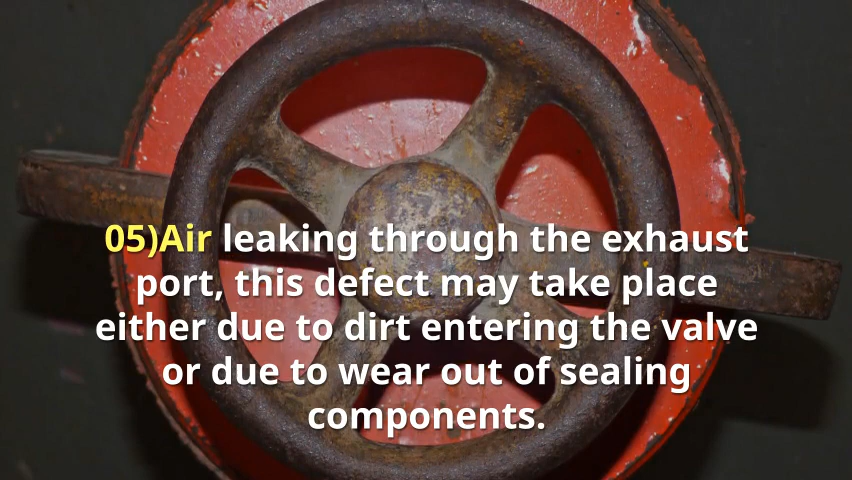 05)Air leaking through the exhaust
port, this defect may take place
either due to dirt entering the valve
or due to wear out of sealing
components.